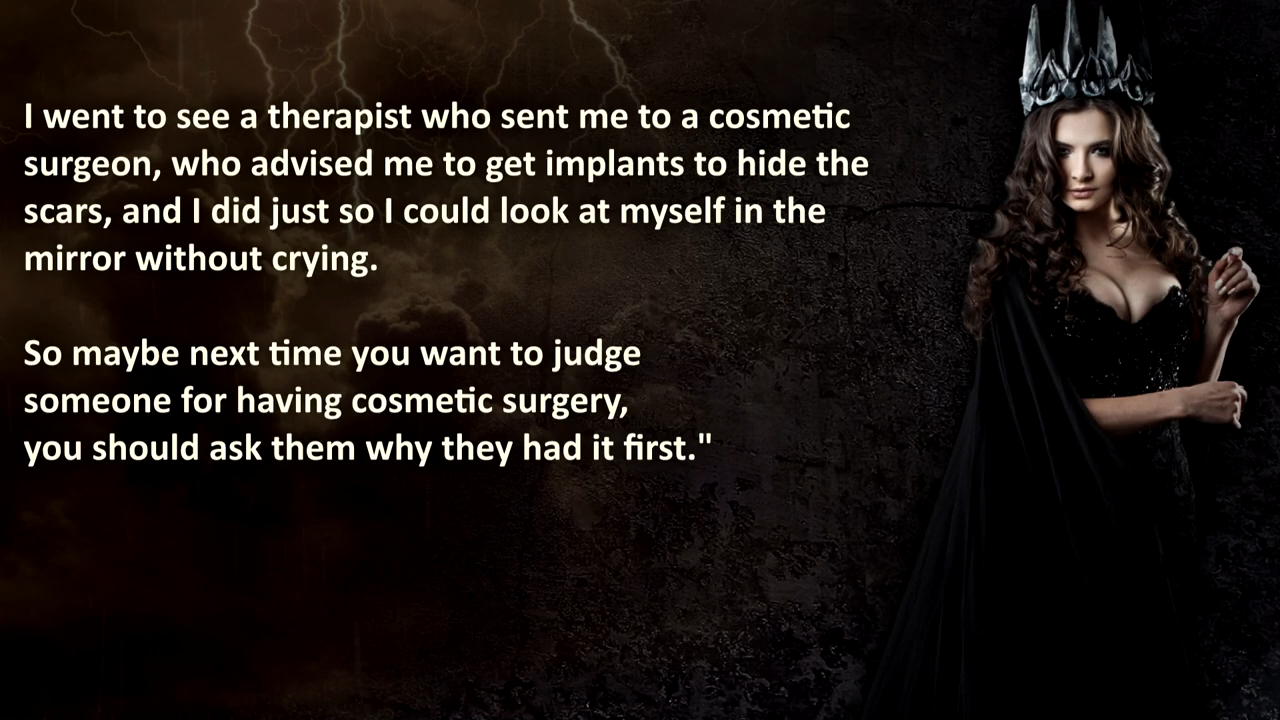 I went to see a therapist who sent me to a cosmetic
surgeon, who advised me to get implants to hide the
scars, and I did just so I could look at myself in the
mirror without crying.
So maybe next time you want to judge
someone for having cosmetic surgery,
you should ask them why they had it first."